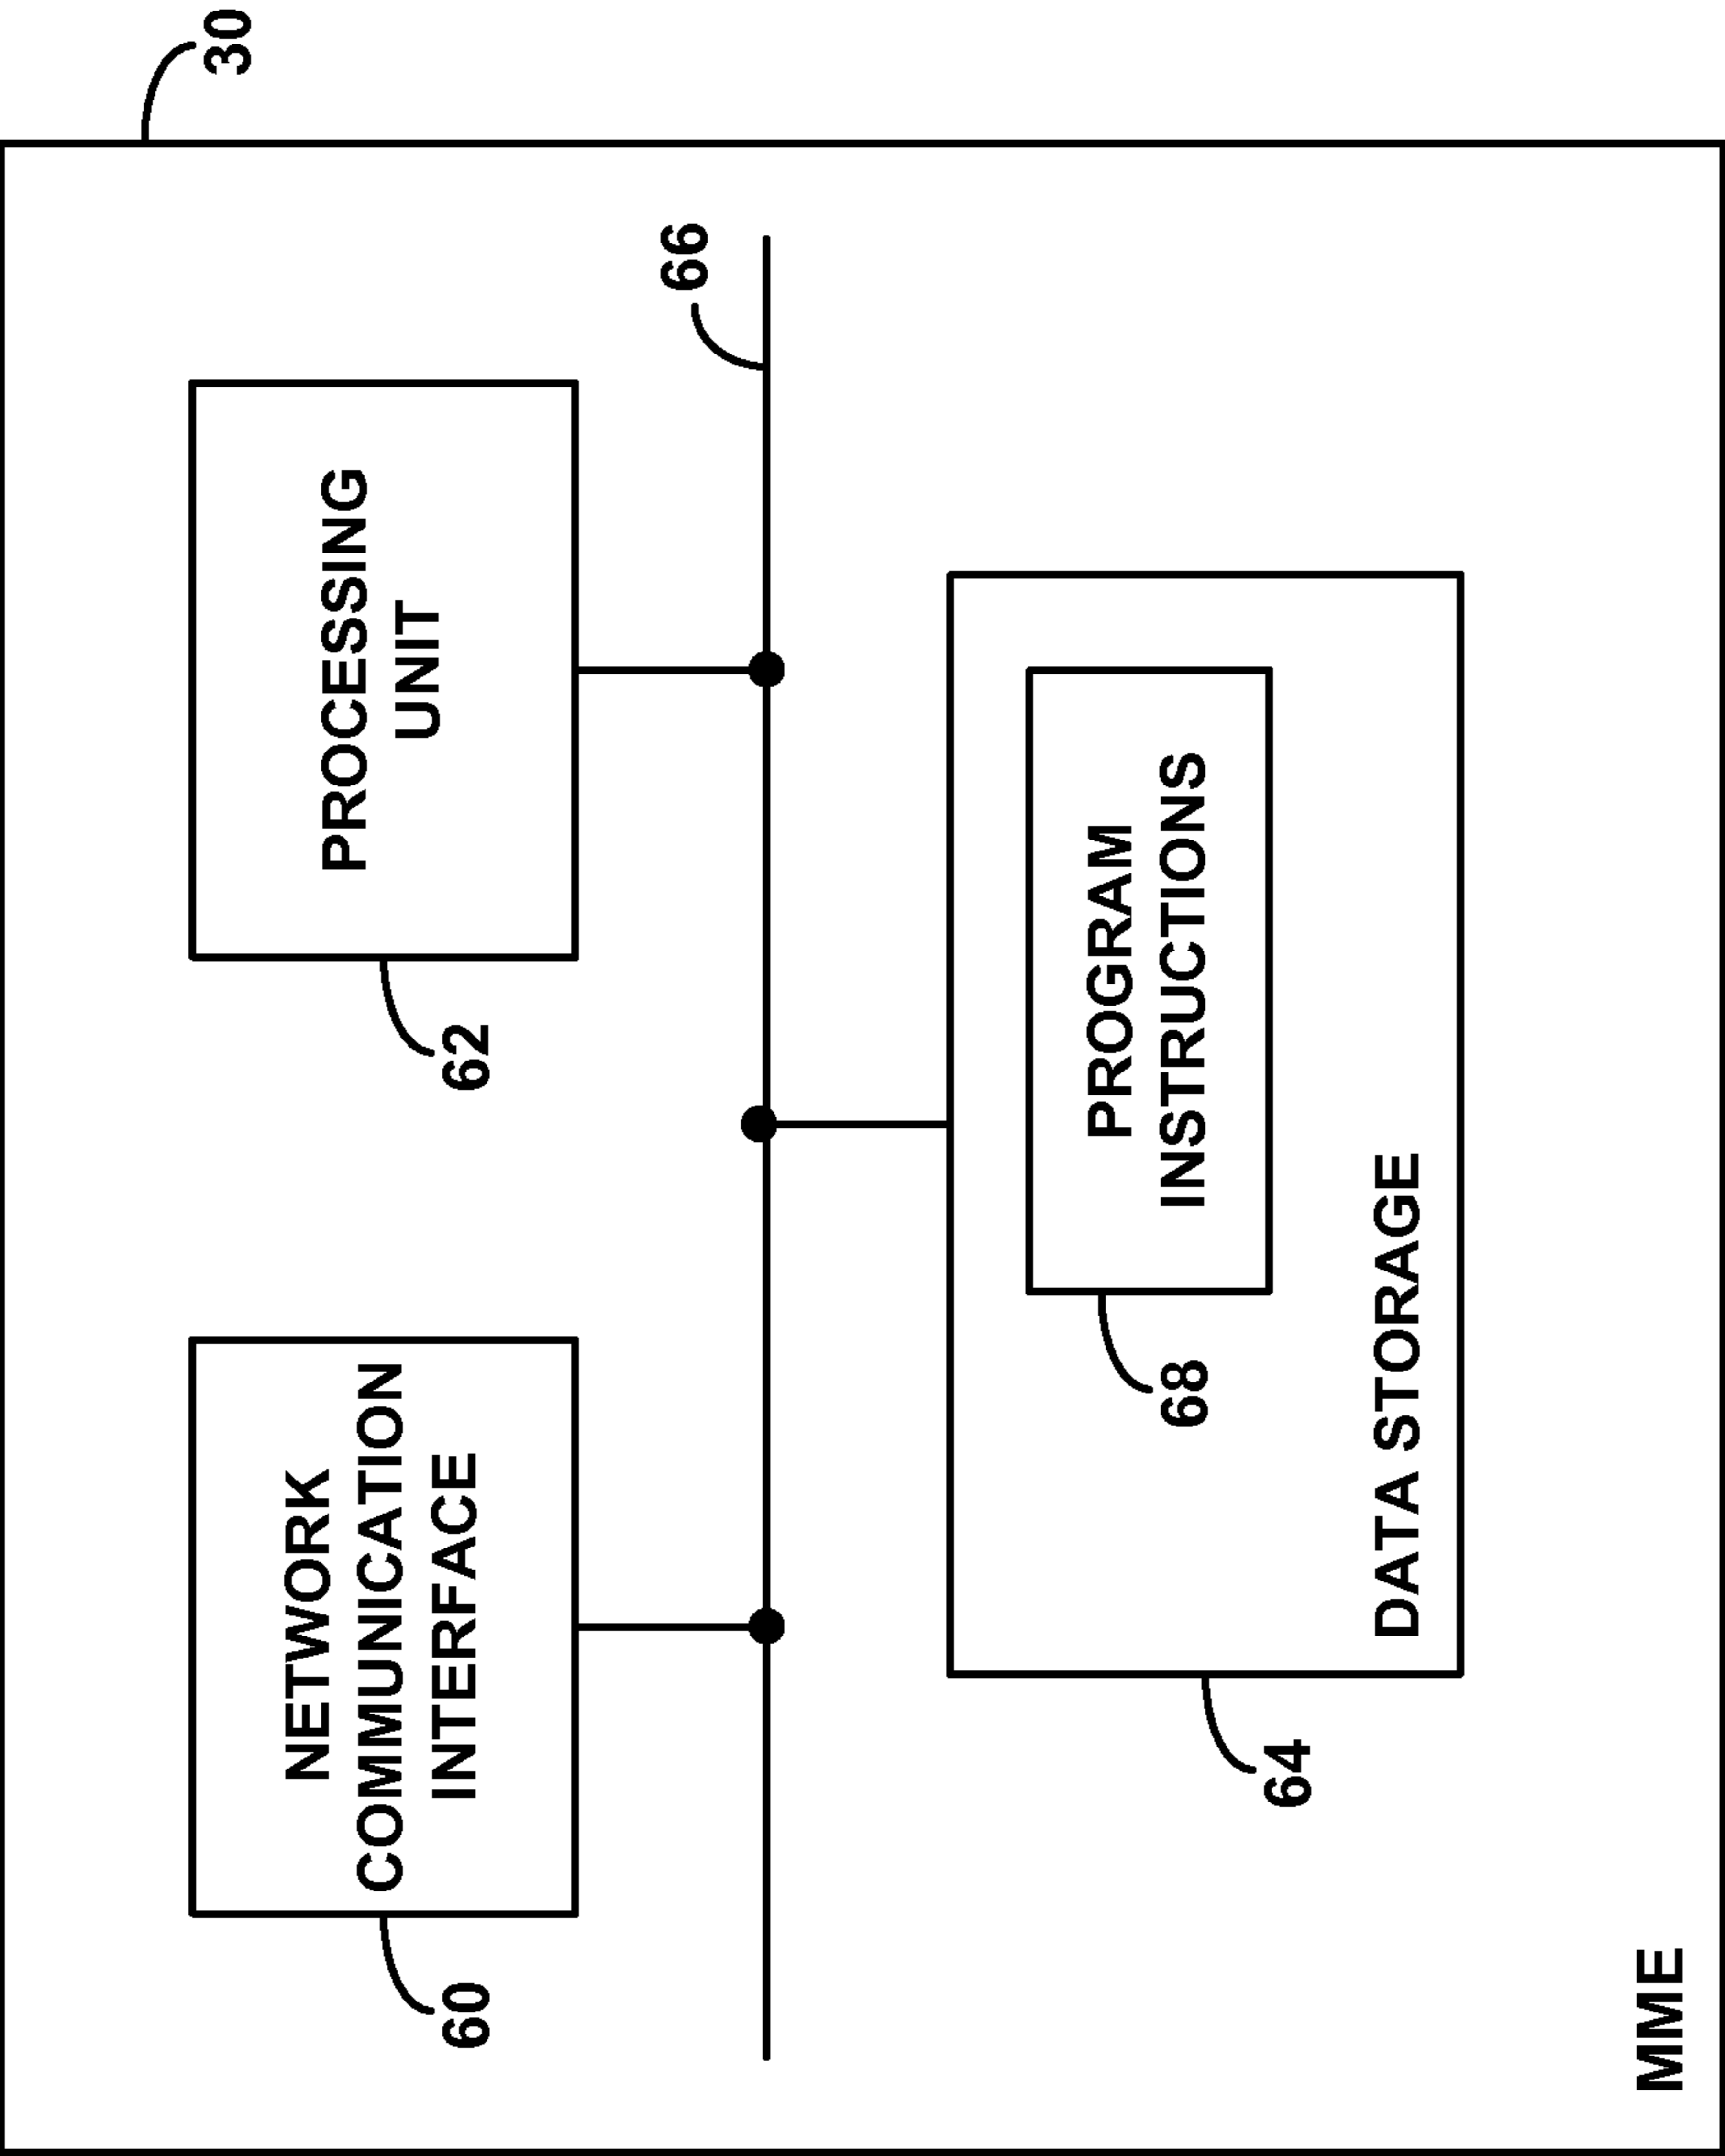 30
NETWORK
COMMUNICATION
INTERFACE
60
PROCESSING
UNIT
62
66
PROGRAM
INSTRUCTIONS
68
DATA STORAGE
64
MME